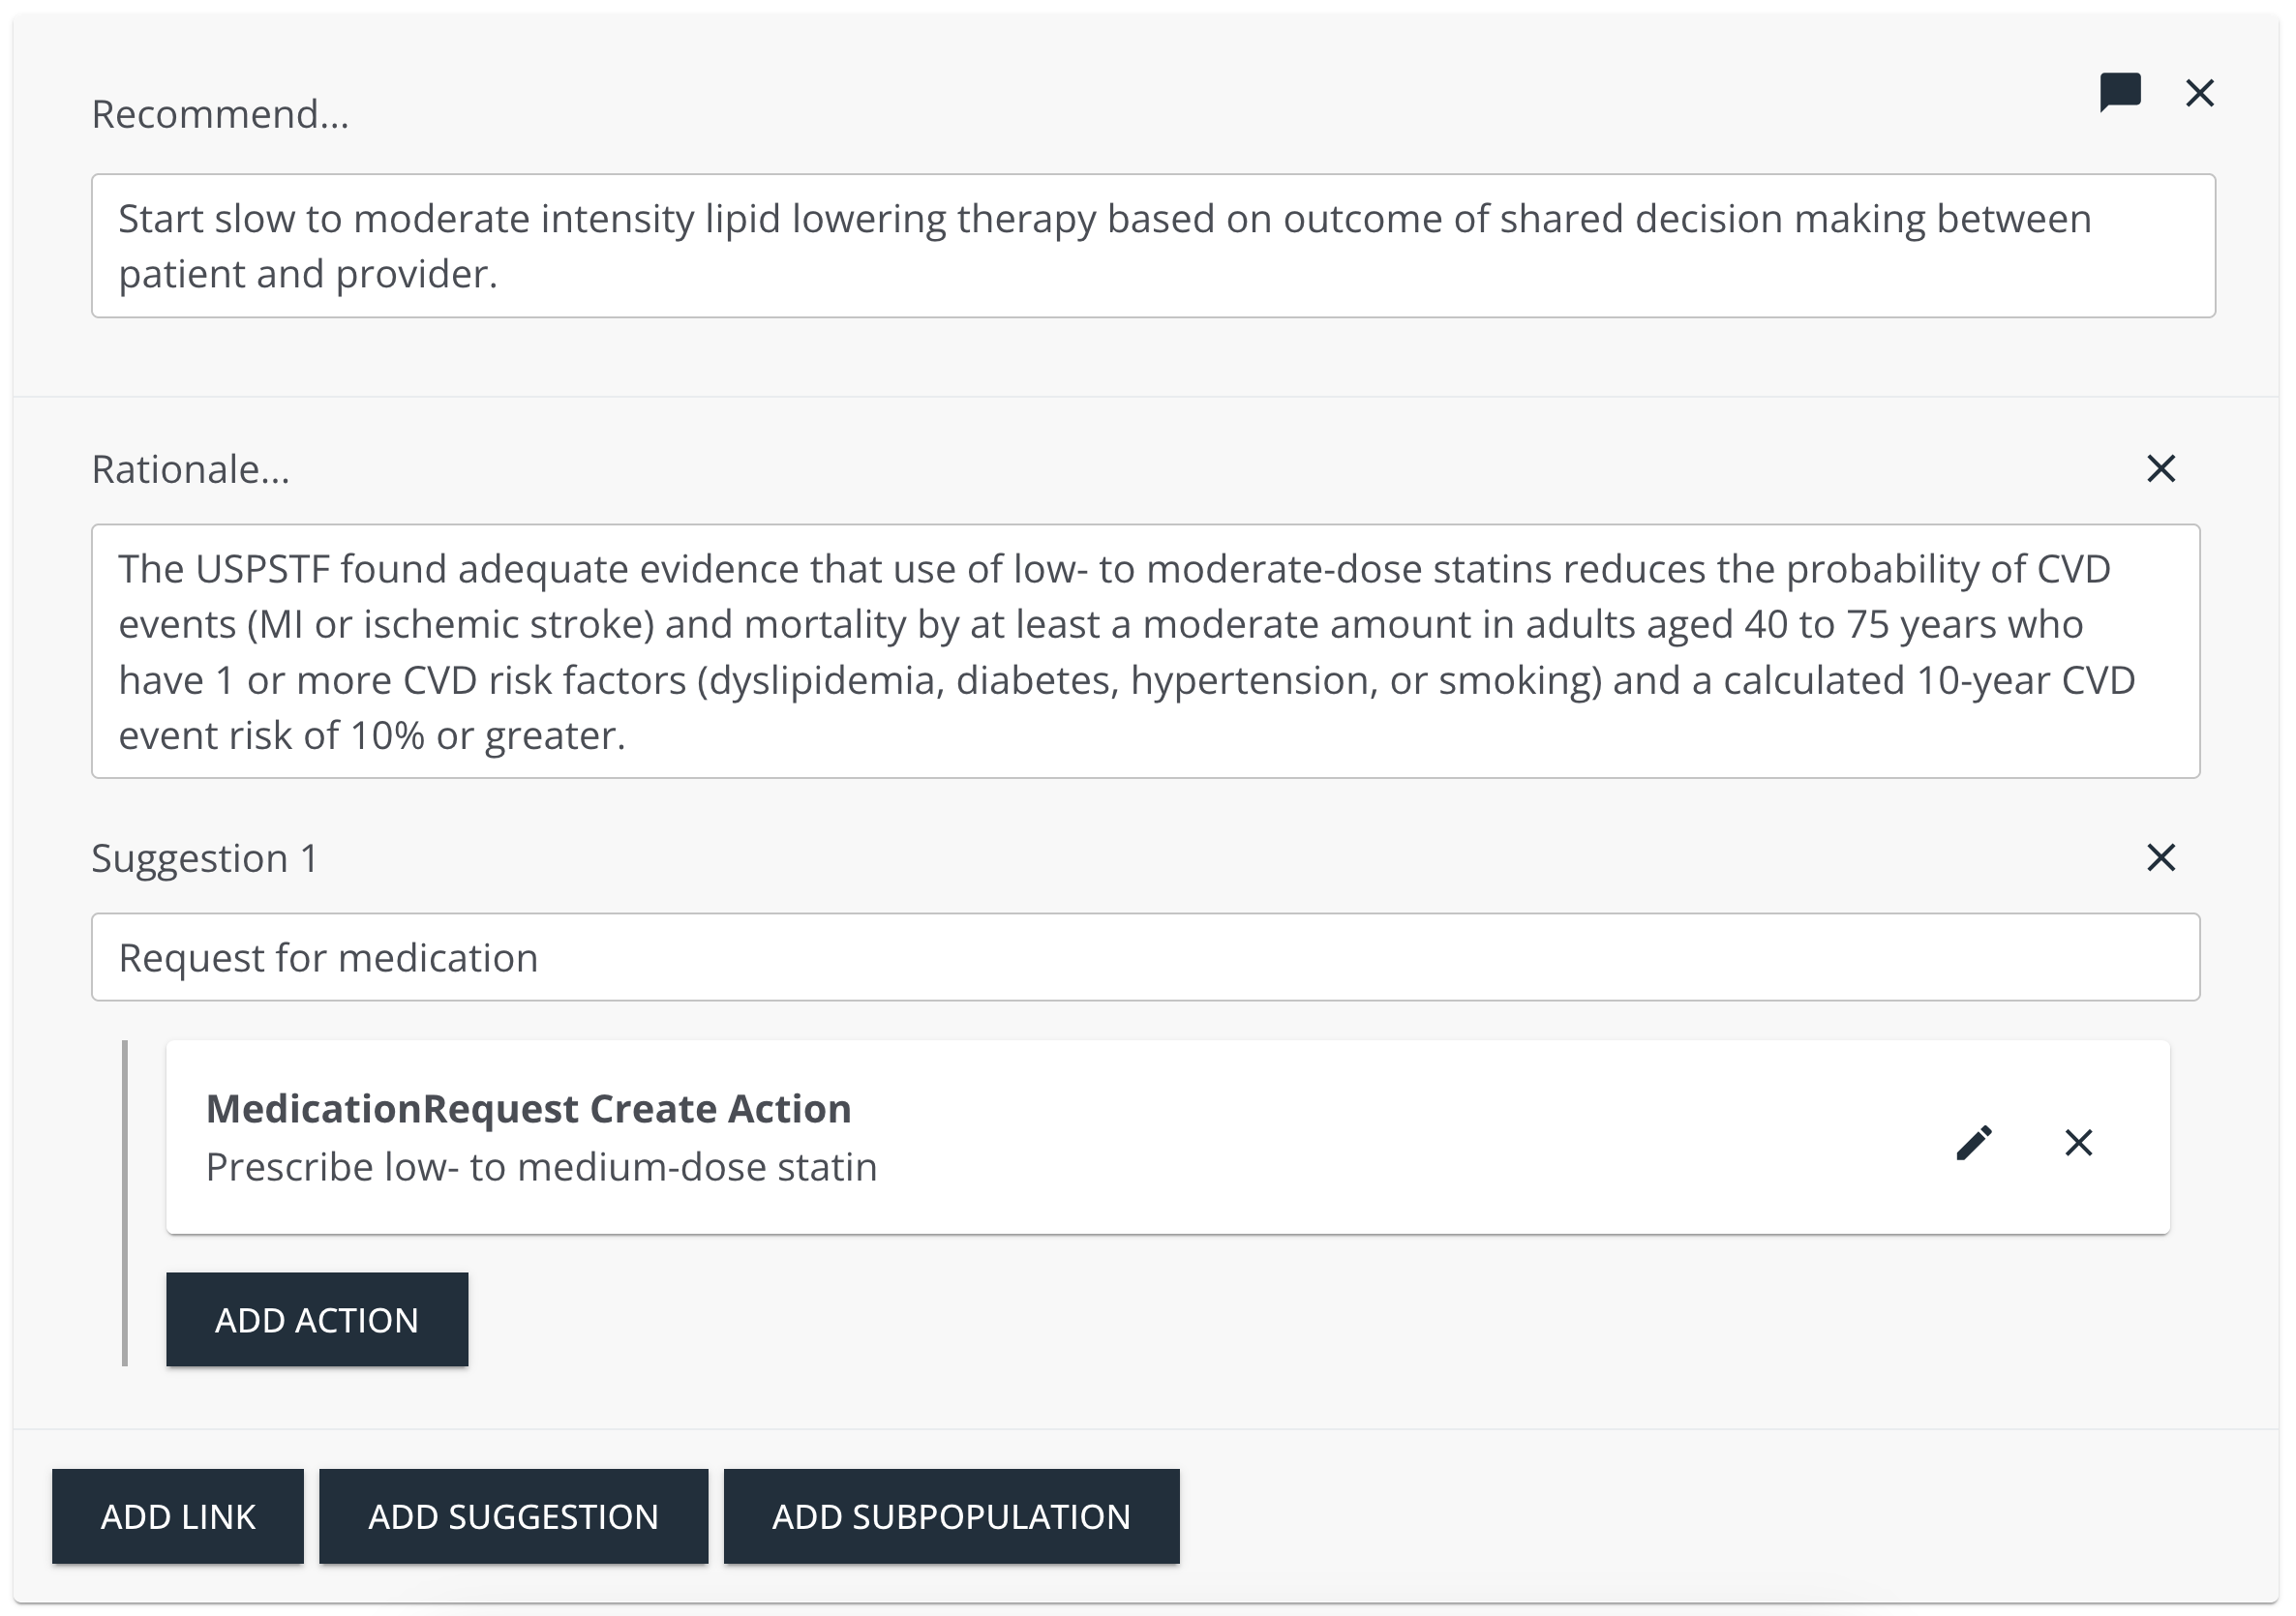 Recommend...
Start slow to moderate intensity lipid lowering therapy based on outcome of shared decision making between
patient and provider.
Rationale...
The USPSTF found adequate evidence that use of low- to moderate-dose statins reduces the probability of CVD
events (MI or ischemic stroke) and mortality by at least a moderate amount in adults aged 40 to 75 years who
have 1 or more CVD risk factors (dyslipidemia, diabetes, hypertension, or smoking) and a calculated 10-year CVD
event risk of 10% or greater.
Suggestion 1
Request for medication
MedicationRequest Create Action
Prescribe low- to medium-dose statin
ADD ACTION
ADD LINK ADD SUGGESTION ADD SUBPOPULATION